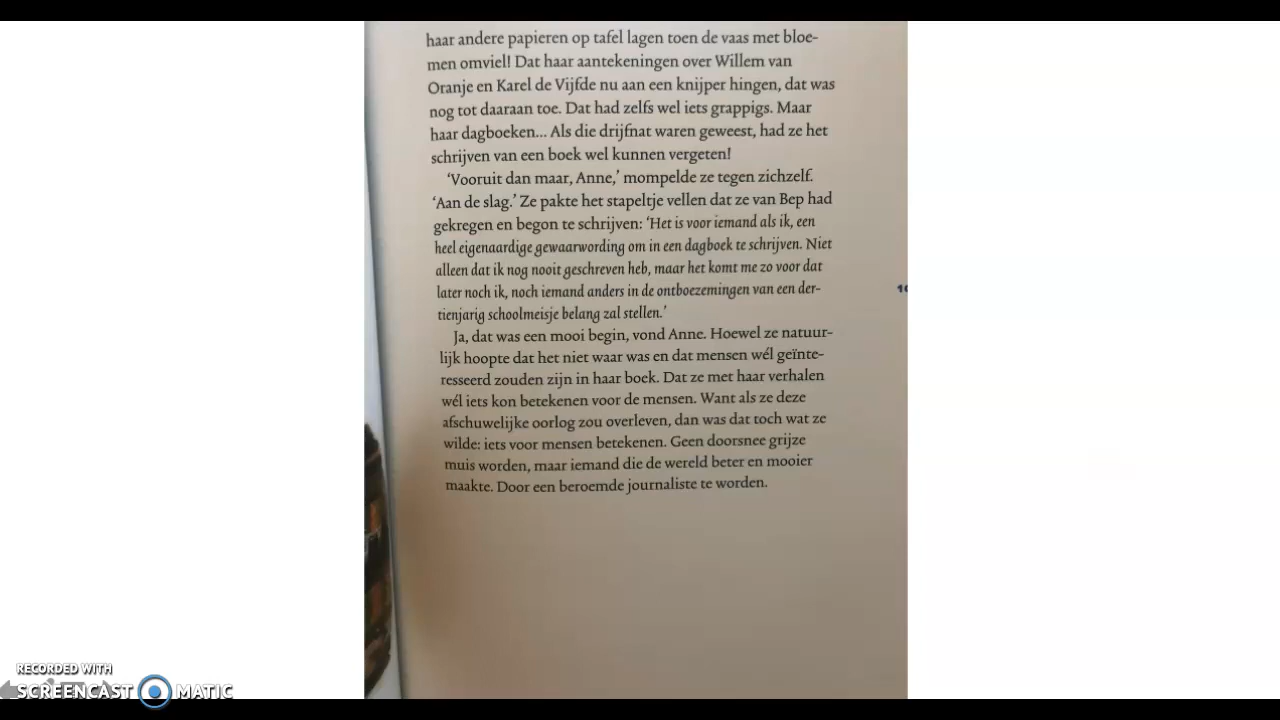 haar andere papieren op tafel lagen toen de vaas met bloe-
men omviel! Dat haar aantekeningen over Willem van
Oranje en Karel de Vijfde nu aan een knijper hingen, dat was
nog tot daaraan toe. Dat had zelfs wel iets grappigs. Maar
haar dagboeken... Als die drijfnat waren geweest, had ze het
schrijven van een boek wel kunnen vergeten!
‘Vooruit dan maar, Anne,’ mompelde ze tegen zichzelf.
‘Aan de slag.’ Ze pakte het stapeltje vellen dat ze van Bep had
gekregen en begon te schrijven: ‘Het is voor iemand als ik, een
heel eigenaardige gewaarwording om in een dagboek te schrijven. Niet
alleen dat ik nog nooit geschreven heb, maar het komt me zo voor dat
later noch ik, noch iemand anders in de ontboezemingen van een der-
tienjarig schoolmeisje belang zal stellen.’
Ja, dat was een mooi begin, vond Anne. Hoewel ze natuur-
lijk hoopte dat het niet waar was en dat mensen wél geïnte-
resseerd zouden zijn in haar boek. Dat ze met haar verhalen
wél iets kon betekenen voor de mensen. Want als ze deze
afschuwelijke oorlog zou overleven, dan was dat toch wat ze
wilde: iets voor mensen betekenen. Geen doorsnee grijze
muis worden, maar iemand die de wereld beter en mooier
maakte. Door een beroemde journaliste te worden.
RECORDED WITH
SCREENCAST MATIC